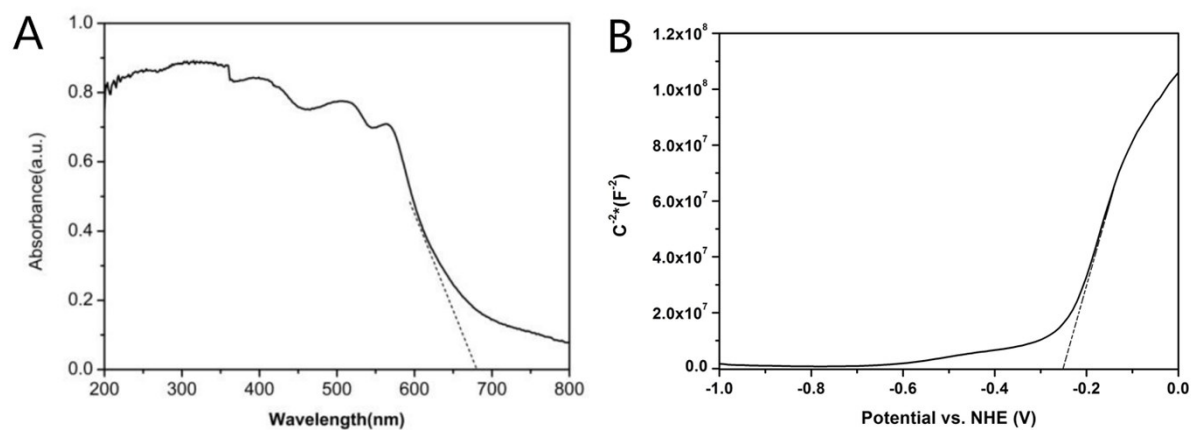 A
1.0
0.8
0.6
0.4
0.2
0.0
Absorbance(a.u.)
200 300 400 500 600 700 800
Wavelength(nm)
B
1.2x10^8
1.0x10^8
8.0x10^7
6.0x10^7
4.0x10^7
2.0x10^7
0.0
C^-2*(F^-2)
-1.0 -0.8 -0.6 -0.4 -0.2 0.0
Potential vs. NHE (V)